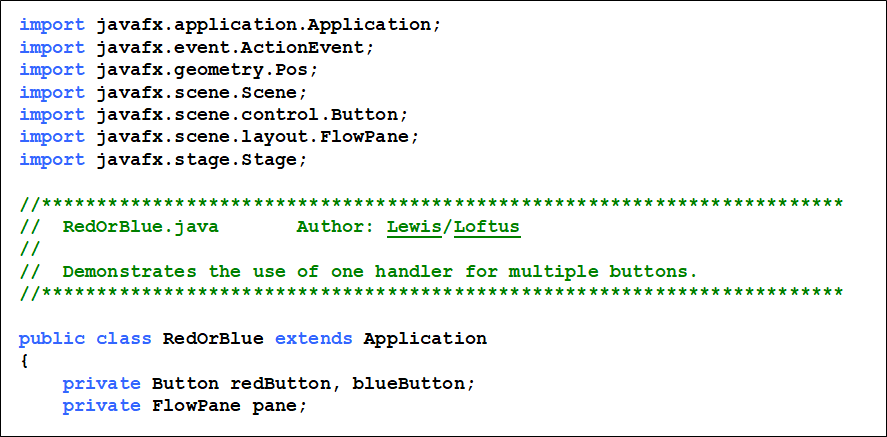 import javafx.application.Application;
import javafx.event.ActionEvent;
import javafx.geometry.Pos;
import javafx.scene.Scene;
import javafx.scene.control.Button;
import javafx.scene.layout.FlowPane;
import javafx.stage.Stage;
//************************************************************************
//  RedOrBlue.java       Author: Lewis/Loftus
//
//  Demonstrates the use of one handler for multiple buttons.
//************************************************************************
public class RedOrBlue extends Application
{
    private Button redButton, blueButton;
    private FlowPane pane;